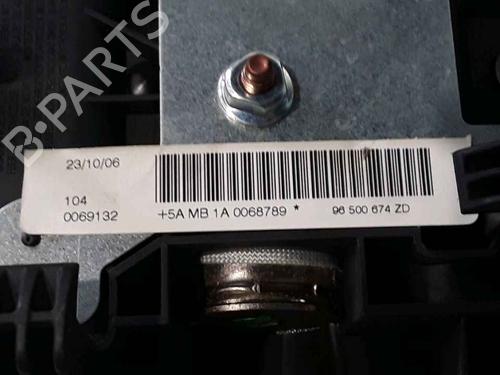 B-PARTS
23/10/06
104
0069132
+5A MB 1A 0068789 *
96 500 674 ZD